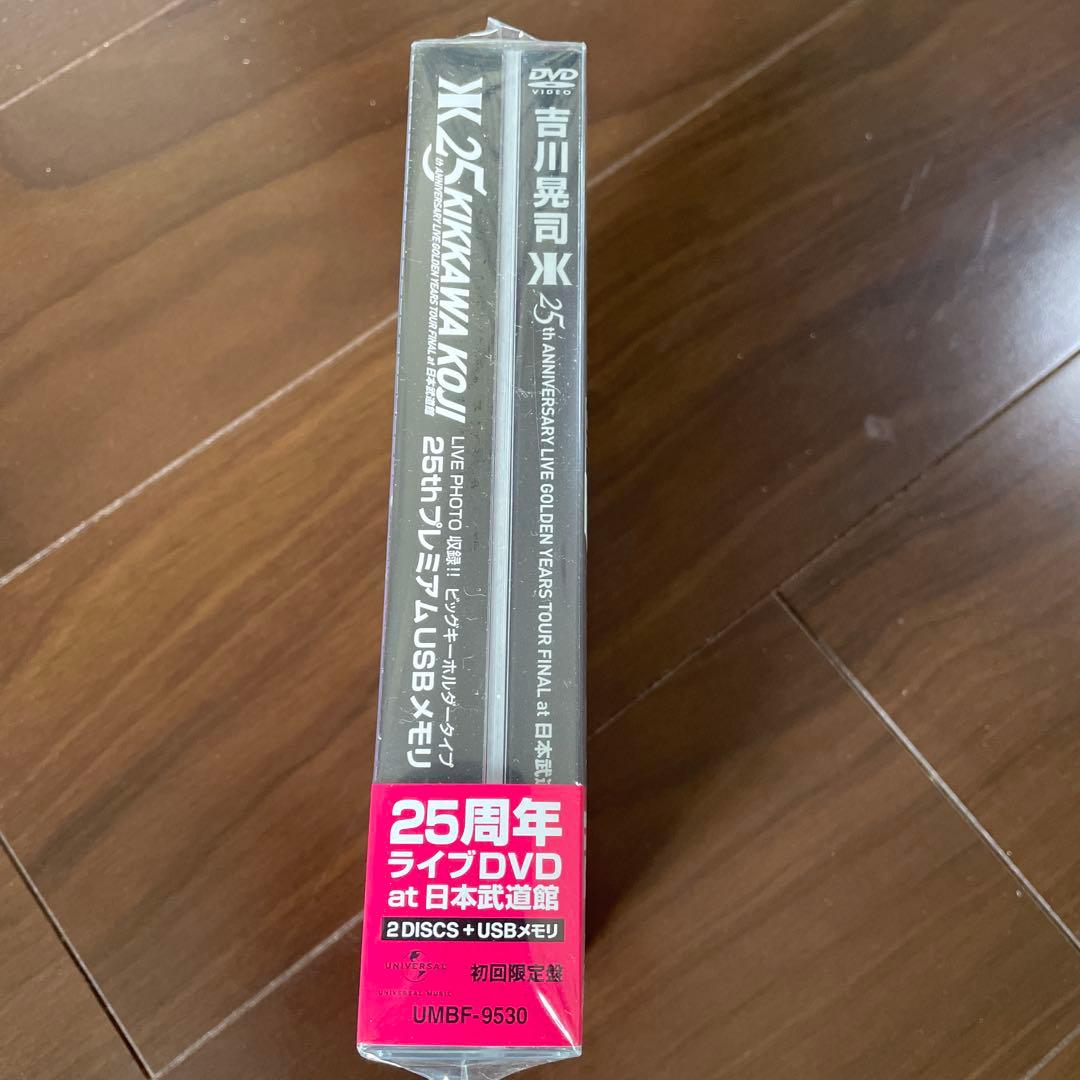 25 KIKKAWA KOJI
th ANNIVERSARY LIVE GOLDEN YEARS TOUR FINAL at 日本武道館
LIVE PHOTO 収録!! ビッグキーホルダータイプ
25thプレミアムUSBメモリ
DVD
VIDEO
吉川晃司
25th ANNIVERSARY LIVE GOLDEN YEARS TOUR FINAL at 日本武道
25周年
ライブDVD
at 日本武道館
2 DISCS + USBメモリ
UNIVERSAL
UNIVERSAL MUSIC
初回限定盤
UMBF-9530